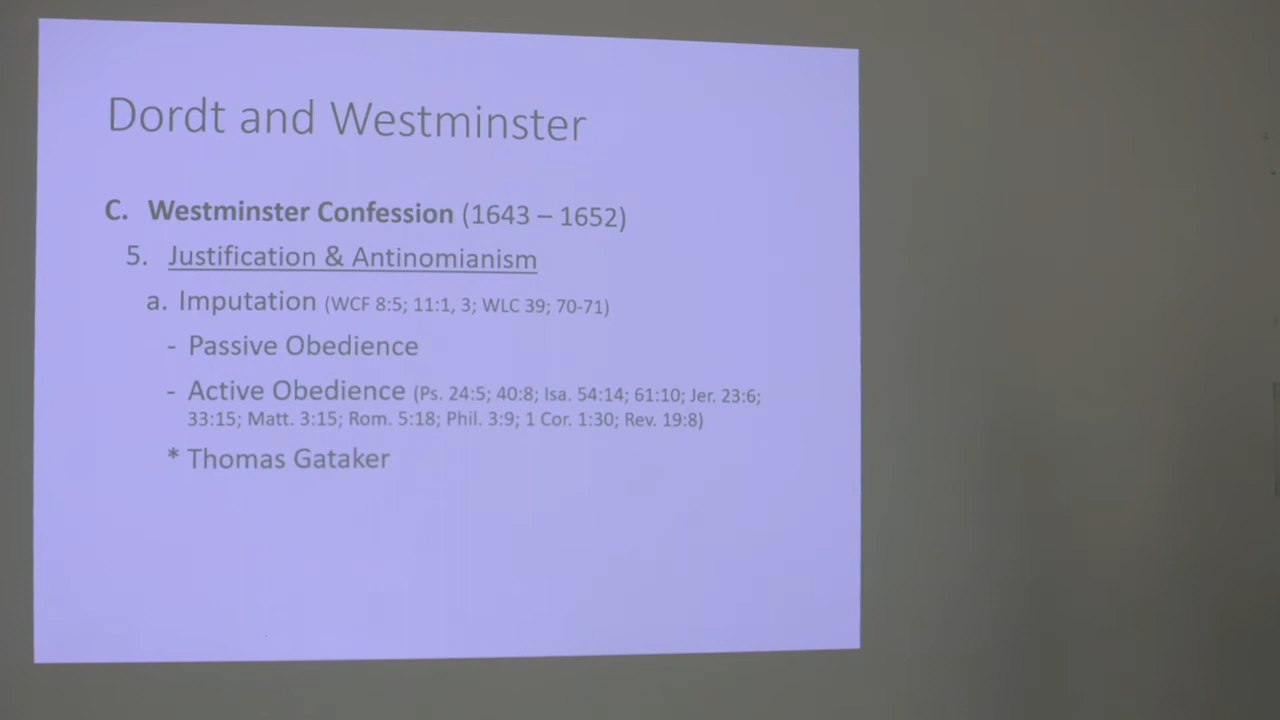 Dordt and Westminster
C. Westminster Confession (1643 – 1652)
5. Justification & Antinomianism
a. Imputation (WCF 8:5; 11:1, 3; WLC 39; 70-71)
- Passive Obedience
- Active Obedience (Ps. 24:5; 40:8; Isa. 54:14; 61:10; Jer. 23:6;
33:15; Matt. 3:15; Rom. 5:18; Phil. 3:9; 1 Cor. 1:30; Rev. 19:8)
* Thomas Gataker